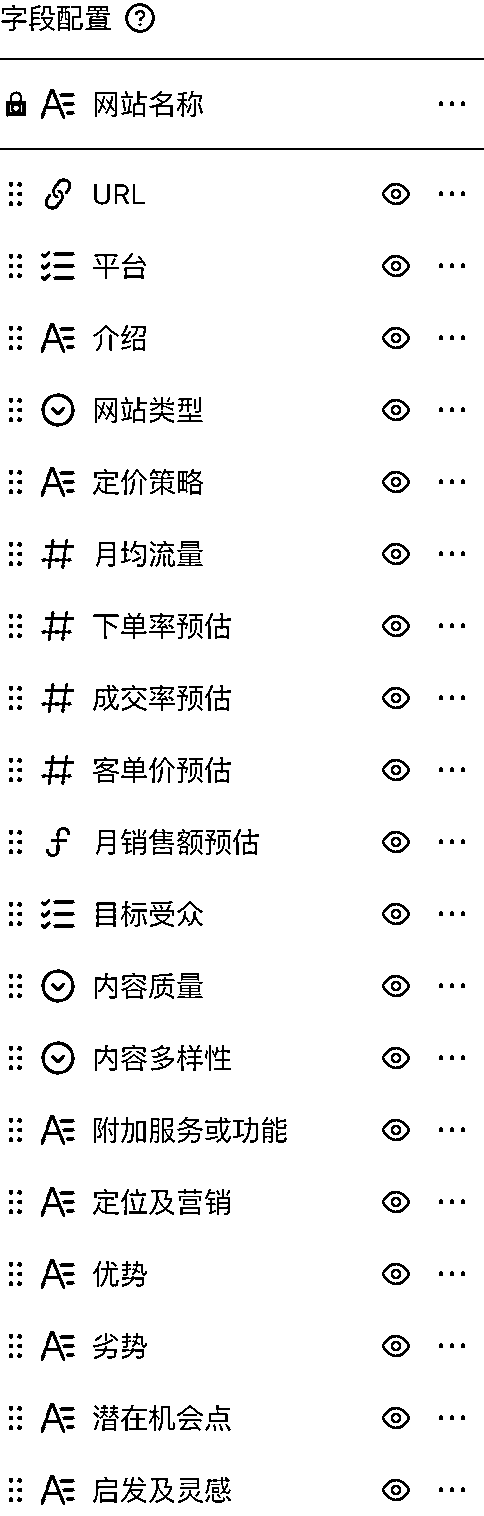 字段配置
网站名称
URL
平台
介绍
网站类型
定价策略
月均流量
下单率预估
成交率预估
客单价预估
月销售额预估
目标受众
内容质量
内容多样性
附加服务或功能
定位及营销
优势
劣势
潜在机会点
启发及灵感